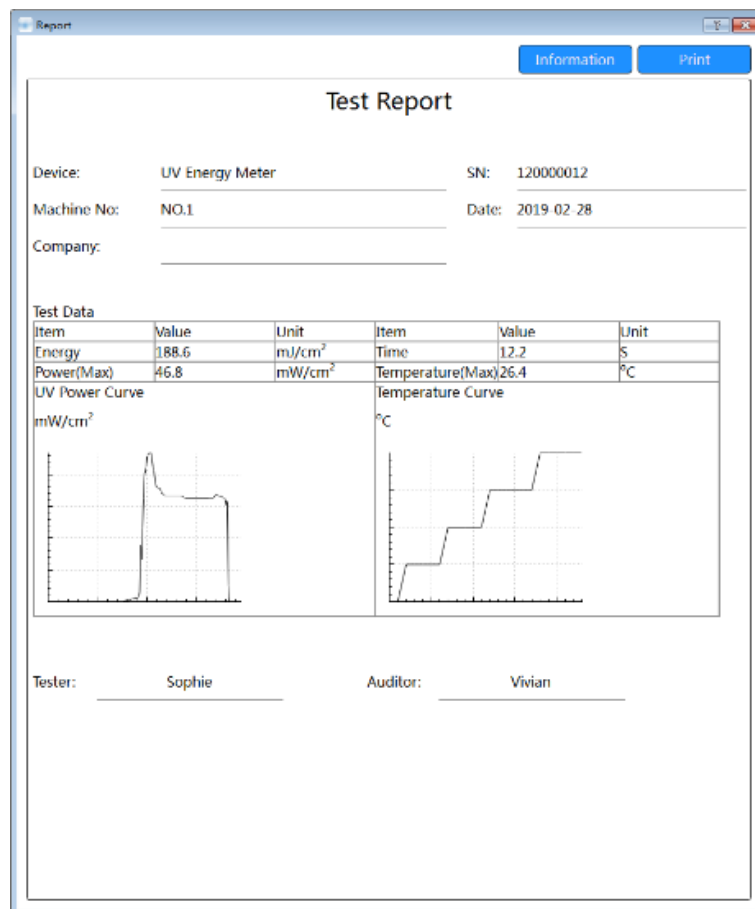 Report
Information Print
Test Report
Device: UV Energy Meter SN: 120000012
Machine No: NO.1 Date: 2019-02-28
Company:
Test Data
Item Value Unit Item Value Unit
Energy 188.6 mJ/cm² Time 12.2 S
Power(Max) 46.8 mW/cm² Temperature(Max) 26.4 ⁰C
UV Power Curve Temperature Curve
mW/cm² ⁰C
Tester: Sophie Auditor: Vivian